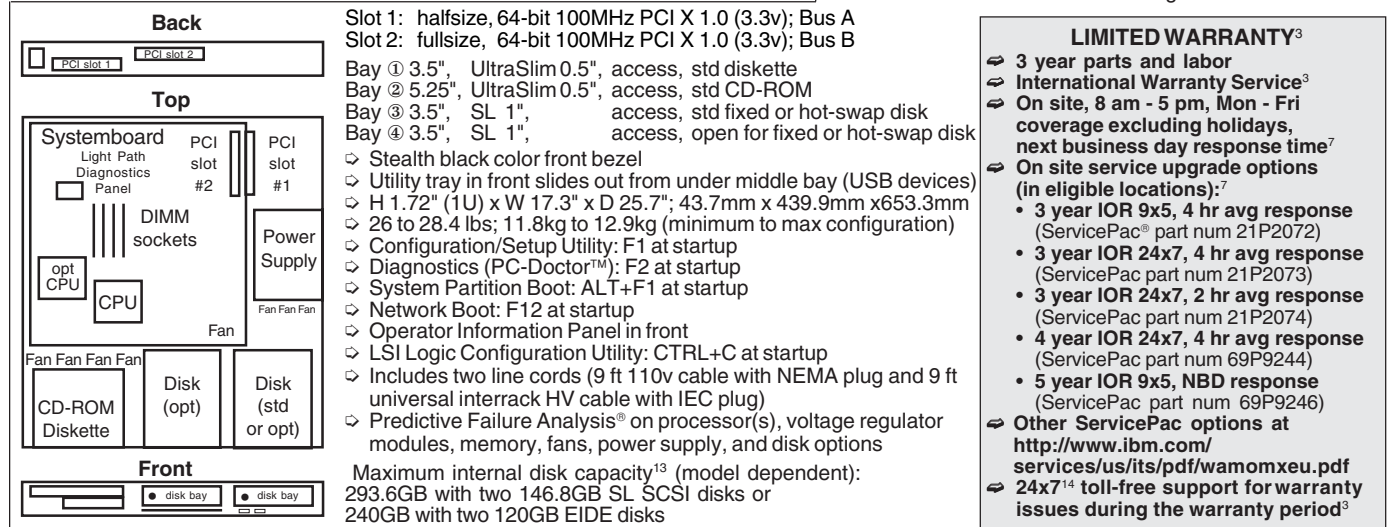 Back
PCI slot 1
PCI slot 2
Top
Systemboard
Light Path
Diagnostics
Panel
PCI
slot
#2
PCI
slot
#1
DIMM
sockets
Power
Supply
opt
CPU
CPU
Fan Fan Fan
Fan
Fan Fan Fan Fan
CD-ROM
Diskette
Disk
(opt)
Disk
(std
or opt)
Front
disk bay
disk bay
Slot 1: halfsize, 64-bit 100MHz PCI X 1.0 (3.3v); Bus A
Slot 2: fullsize, 64-bit 100MHz PCI X 1.0 (3.3v); Bus B
Bay ① 3.5", UltraSlim 0.5", access, std diskette
Bay ② 5.25", UltraSlim 0.5", access, std CD-ROM
Bay ③ 3.5", SL 1", access, std fixed or hot-swap disk
Bay ④ 3.5", SL 1", access, open for fixed or hot-swap disk
➪ Stealth black color front bezel
➪ Utility tray in front slides out from under middle bay (USB devices)
➪ H 1.72" (1U) x W 17.3" x D 25.7"; 43.7mm x 439.9mm x653.3mm
➪ 26 to 28.4 lbs; 11.8kg to 12.9kg (minimum to max configuration)
➪ Configuration/Setup Utility: F1 at startup
➪ Diagnostics (PC-Doctor™): F2 at startup
➪ System Partition Boot: ALT+F1 at startup
➪ Network Boot: F12 at startup
➪ Operator Information Panel in front
➪ LSI Logic Configuration Utility: CTRL+C at startup
➪ Includes two line cords (9 ft 110v cable with NEMA plug and 9 ft
universal interrack HV cable with IEC plug)
➪ Predictive Failure Analysis® on processor(s), voltage regulator
modules, memory, fans, power supply, and disk options
Maximum internal disk capacity¹³ (model dependent):
293.6GB with two 146.8GB SL SCSI disks or
240GB with two 120GB EIDE disks
LIMITED WARRANTY³
➫ 3 year parts and labor
➫ International Warranty Service³
➫ On site, 8 am - 5 pm, Mon - Fri
coverage excluding holidays,
next business day response time⁷
➫ On site service upgrade options
(in eligible locations):⁷
• 3 year IOR 9x5, 4 hr avg response
(ServicePac® part num 21P2072)
• 3 year IOR 24x7, 4 hr avg response
(ServicePac part num 21P2073)
• 3 year IOR 24x7, 2 hr avg response
(ServicePac part num 21P2074)
• 4 year IOR 24x7, 4 hr avg response
(ServicePac part num 69P9244)
• 5 year IOR 9x5, NBD response
(ServicePac part num 69P9246)
➫ Other ServicePac options at
http://www.ibm.com/
services/us/its/pdf/wamomxeu.pdf
➫ 24x7¹⁴ toll-free support for warranty
issues during the warranty period³